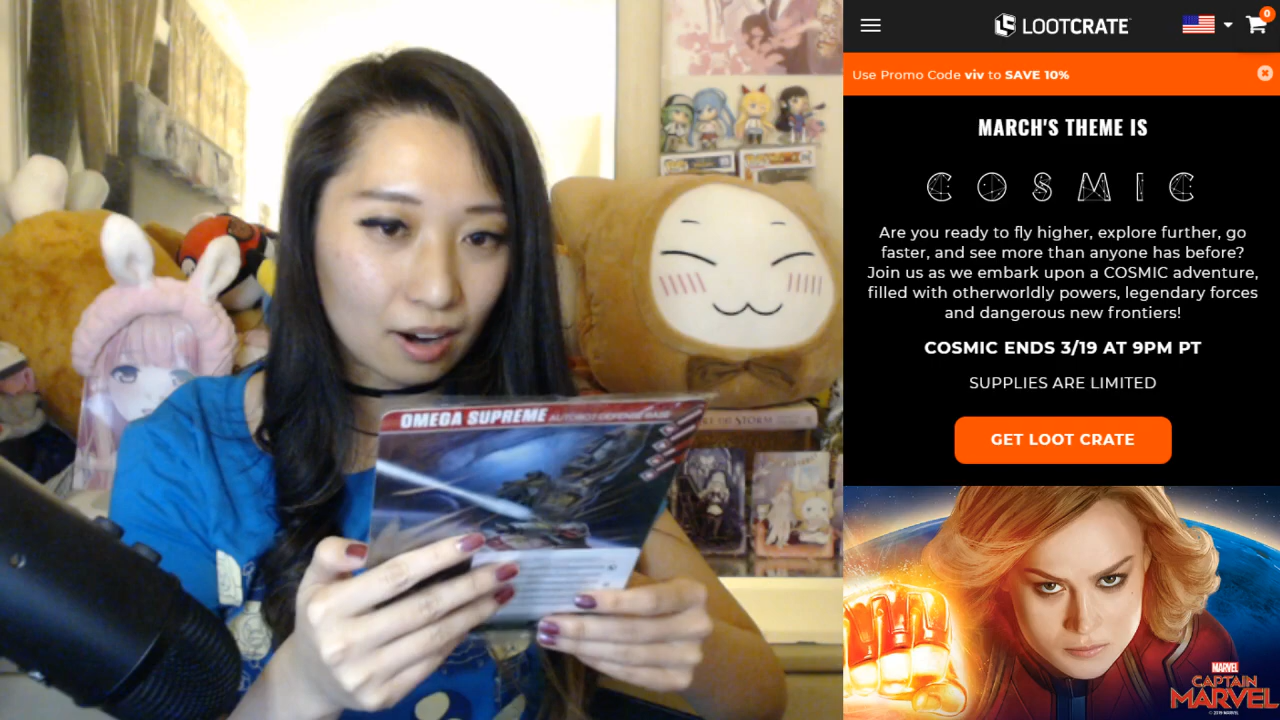 OMEGA SUPREME AUTOBOT DEFENSE BASE
LOOTCRATE
0
Use Promo Code viv to SAVE 10%
MARCH'S THEME IS
COSMIC
Are you ready to fly higher, explore further, go
faster, and see more than anyone has before?
Join us as we embark upon a COSMIC adventure,
filled with otherworldly powers, legendary forces
and dangerous new frontiers!
COSMIC ENDS 3/19 AT 9PM PT
SUPPLIES ARE LIMITED
GET LOOT CRATE
MARVEL
CAPTAIN
MARVEL
© 2019 MARVEL